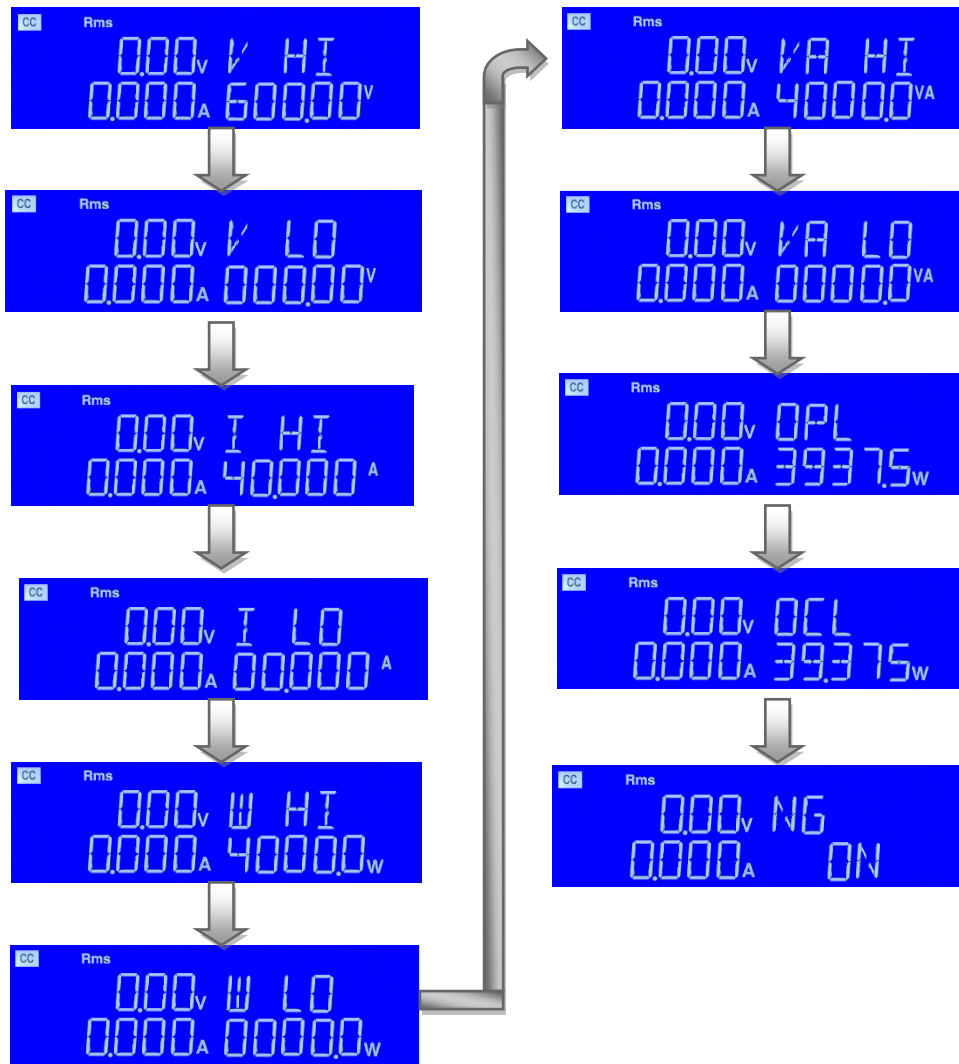 CC Rms
0.00V V HI
0.000A 600.00V
CC Rms
0.00V V LO
0.000A 000.00V
CC Rms
0.00V I HI
0.000A 40.000 A
CC Rms
0.00V I LO
0.000A 00.000 A
CC Rms
0.00V W HI
0.000A 4000.0W
CC Rms
0.00V W LO
0.000A 0000.0W
CC Rms
0.00V VA HI
0.000A 4000.0VA
CC Rms
0.00V VA LO
0.000A 0000.0VA
CC Rms
0.00V OPL
0.000A 3937.5W
CC Rms
0.00V OCL
0.000A 39.375W
CC Rms
0.00V NG
0.000A ON